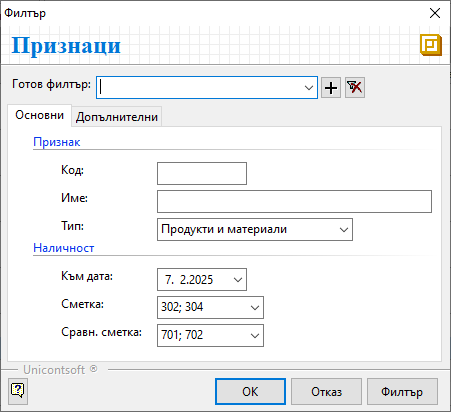 Филтър
Признаци
Готов филтър:
Основни Допълнителни
Признак
Код:
Име:
Тип: Продукти и материали
Наличност
Към дата: 7. 2.2025
Сметка: 302; 304
Сравн. сметка: 701; 702
Unicontsoft ®
ОК Отказ Филтър